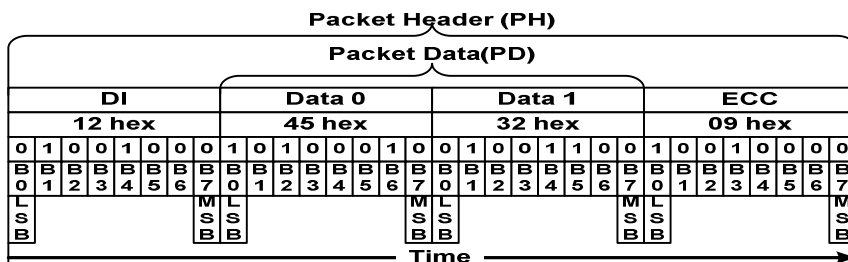 Packet Header (PH)
Packet Data(PD)
DI Data 0 Data 1 ECC
12 hex 45 hex 32 hex 09 hex
0 1 0 0 1 0 0 0 1 0 1 0 0 0 1 0 0 1 0 0 1 1 0 0 1 0 0 1 0 0 0 0
B0 B1 B2 B3 B4 B5 B6 B7 B0 B1 B2 B3 B4 B5 B6 B7 B0 B1 B2 B3 B4 B5 B6 B7 B0 B1 B2 B3 B4 B5 B6 B7
LSB MSB LSB MSB LSB MSB LSB MSB
Time